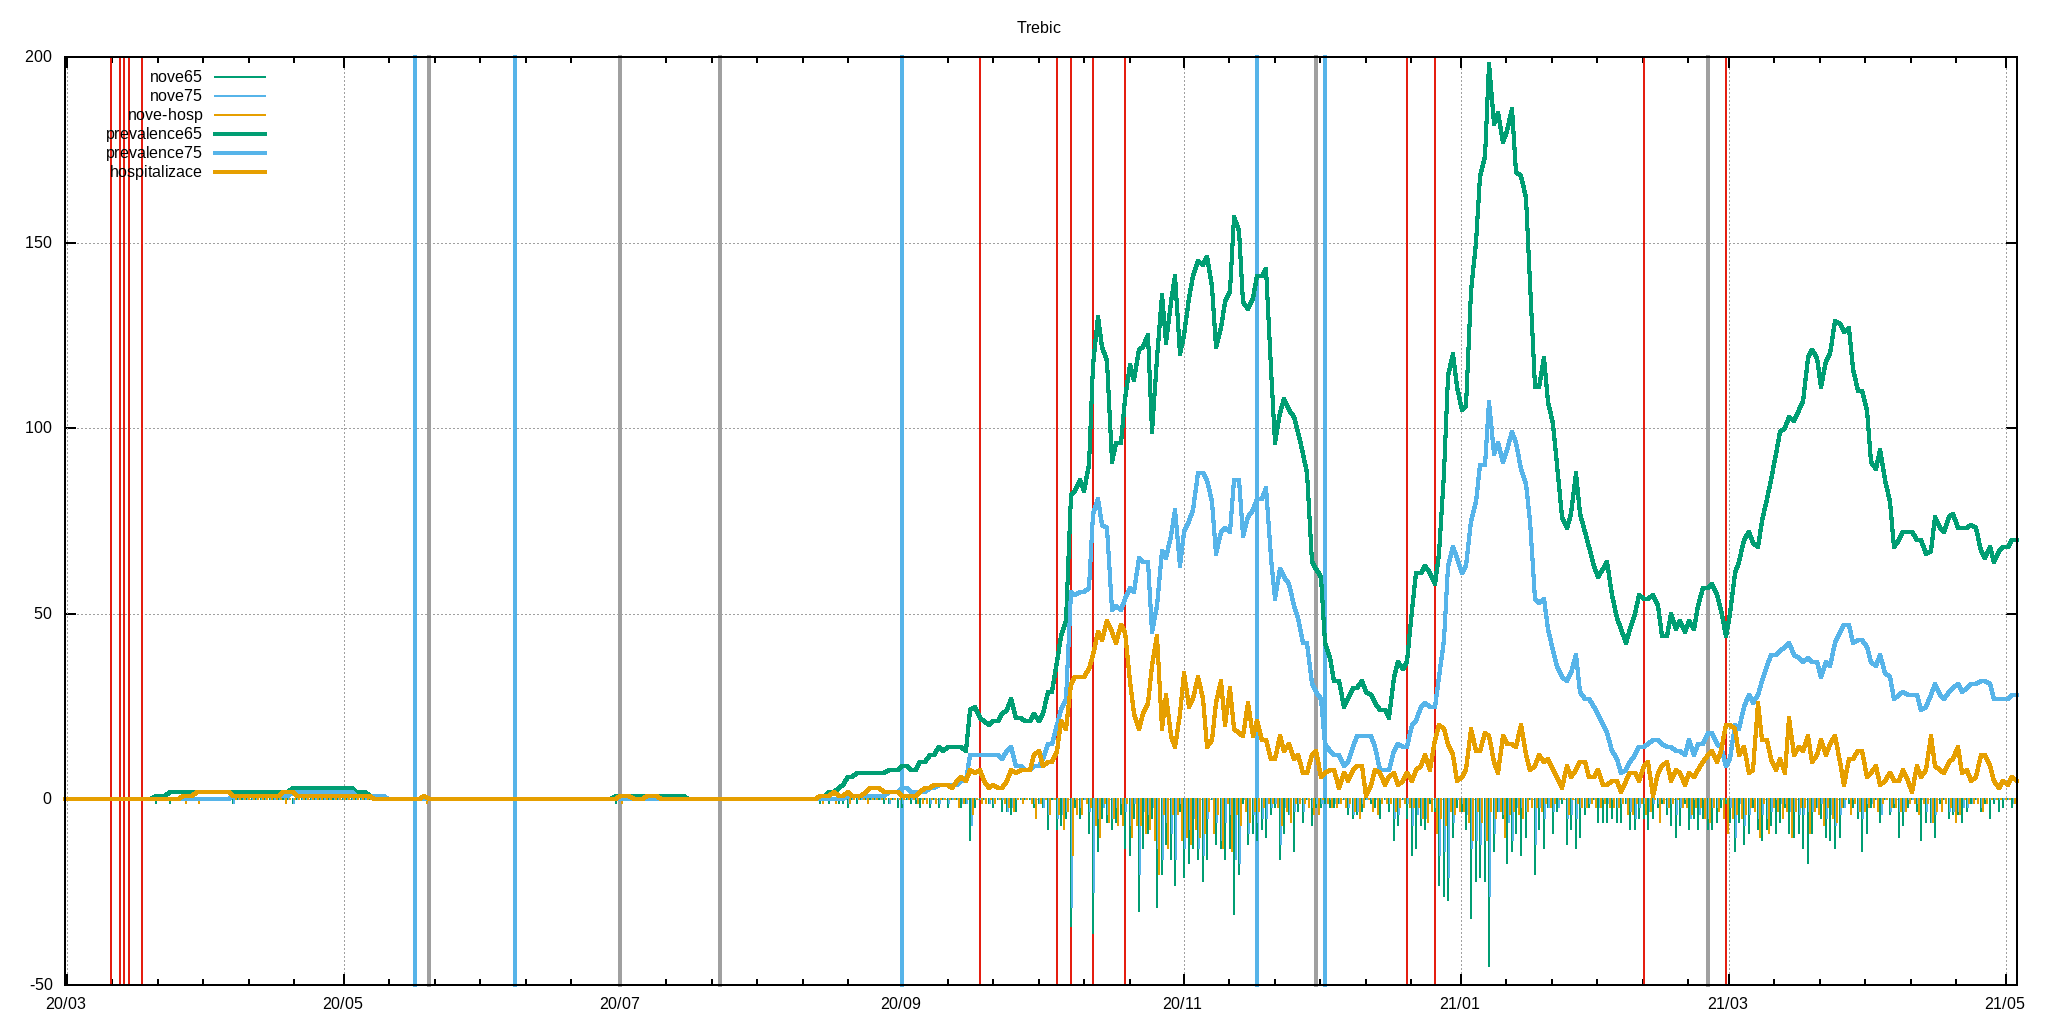 Trebic
200
150
100
50
0
-50
nove65
nove75
nove-hosp
prevalence65
prevalence75
hospitalizace
20/03 20/05 20/07 20/09 20/11 21/01 21/03 21/05